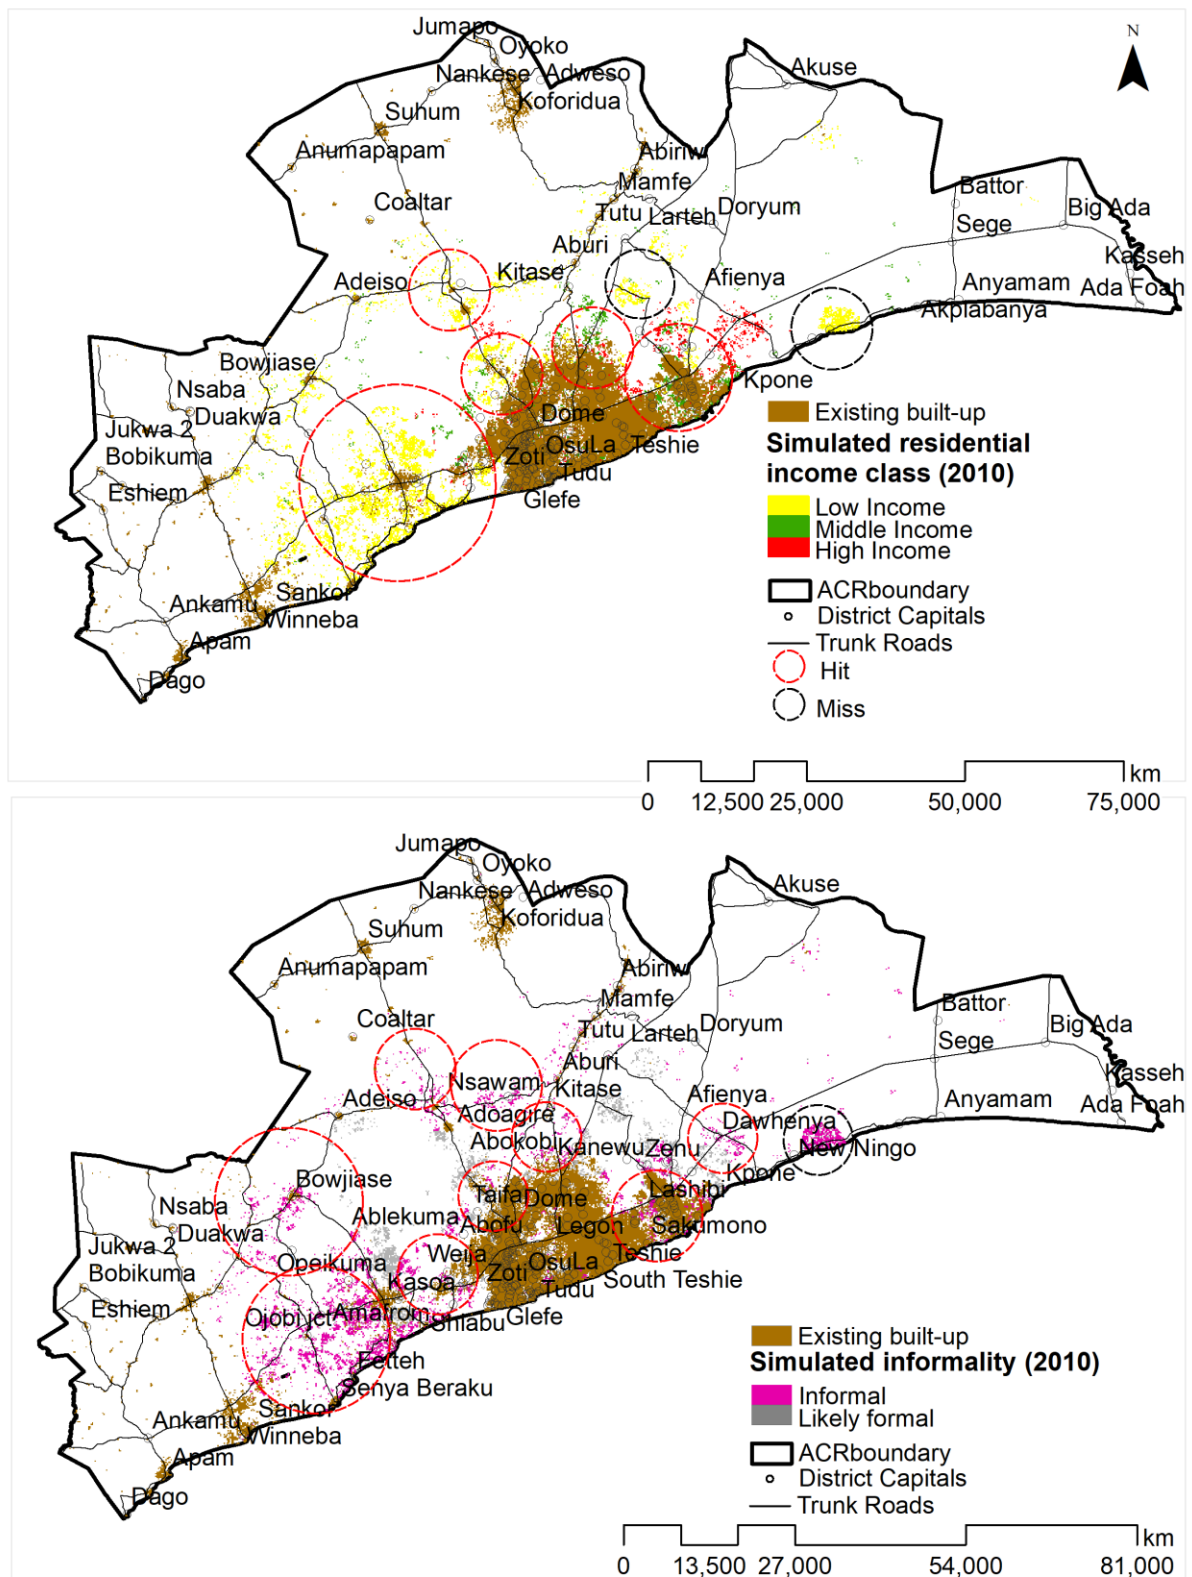 Jumapo
Oyoko
N
Nankese
Adweso
Akuse
Koforidua
Suhum
Anumapapam
Abiriw
Mamfe
Battor
Coaltar
Tutu
Larteh
Doryum
Big Ada
Sege
Aburi
Kasseh
Kitase
Afienya
Adeiso
Anyamam
Ada Foah
Akplabanya
Bowjiase
Kpone
Nsaba
Duakwa
Dome
Existing built-up
Jukwa 2
OsuLa
Teshie
Simulated residential
Bobikuma
Zoti
Tudu
income class (2010)
Eshiem
Glefe
Low Income
Middle Income
High Income
Sankor
ACRboundary
Ankamu
Winneba
District Capitals
Apam
Trunk Roads
Dago
Hit
Miss
km
0 12,500 25,000 50,000 75,000
Jumapo
Oyoko
Nankese
Adweso
Akuse
Koforidua
Suhum
Anumapapam
Abiriw
Mamfe
Battor
Coaltar
Tutu
Larteh
Doryum
Big Ada
Sege
Aburi
Kasseh
Nsawam
Kitase
Afienya
Adeiso
Adoagire
Anyamam
Ada Foah
Dawhenya
Abokobi
Kanewu
Zenu
New Ningo
Kpone
Bowjiase
Taifa
Dome
Lashibi
Nsaba
Ablekuma
Abofu
Legon
Sakumono
Duakwa
Jukwa 2
Opeikuma
Weija
Teshie
Bobikuma
Kasoa
Zoti
OsuLa
South Teshie
Eshiem
Tudu
Ojobi jct
Amafrom
Shiabu
Glefe
Existing built-up
Fetteh
Simulated informality (2010)
Senya Beraku
Informal
Sankor
Likely formal
Ankamu
Winneba
ACRboundary
Apam
District Capitals
Dago
Trunk Roads
km
0 13,500 27,000 54,000 81,000